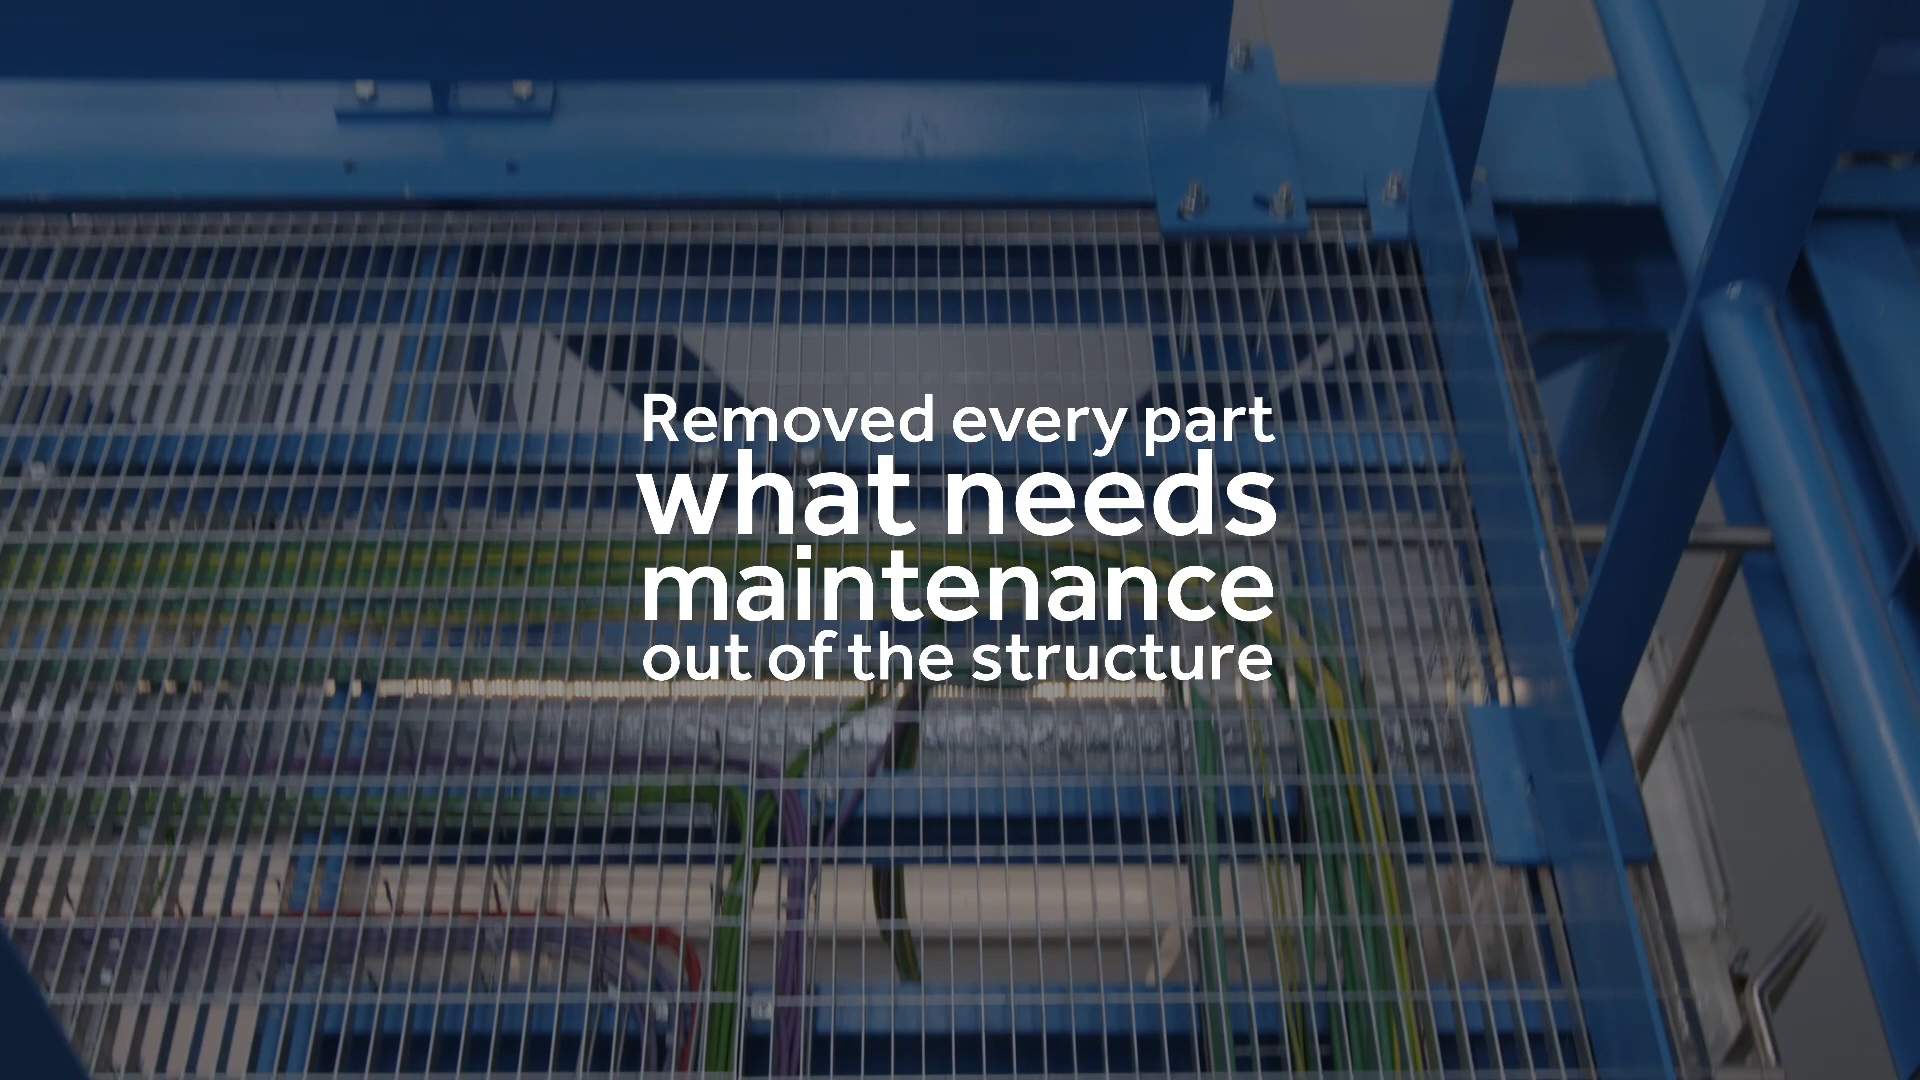 Removed every part
what needs
maintenance
out of the structure